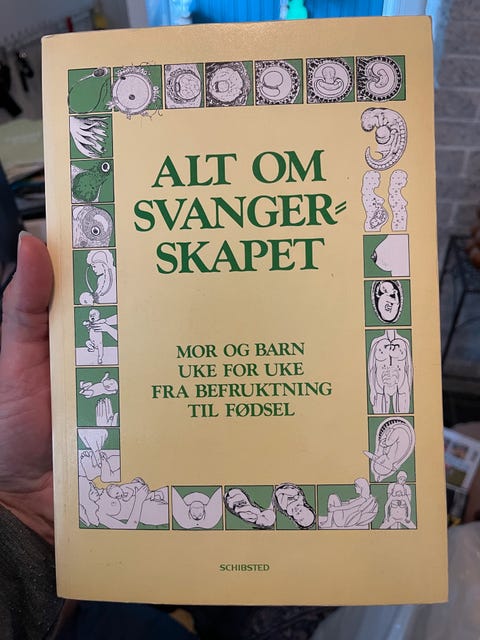 ALT OM
SVANGER=
SKAPET
MOR OG BARN
UKE FOR UKE
FRA BEFRUKTNING
TIL FØDSEL
SCHIBSTED